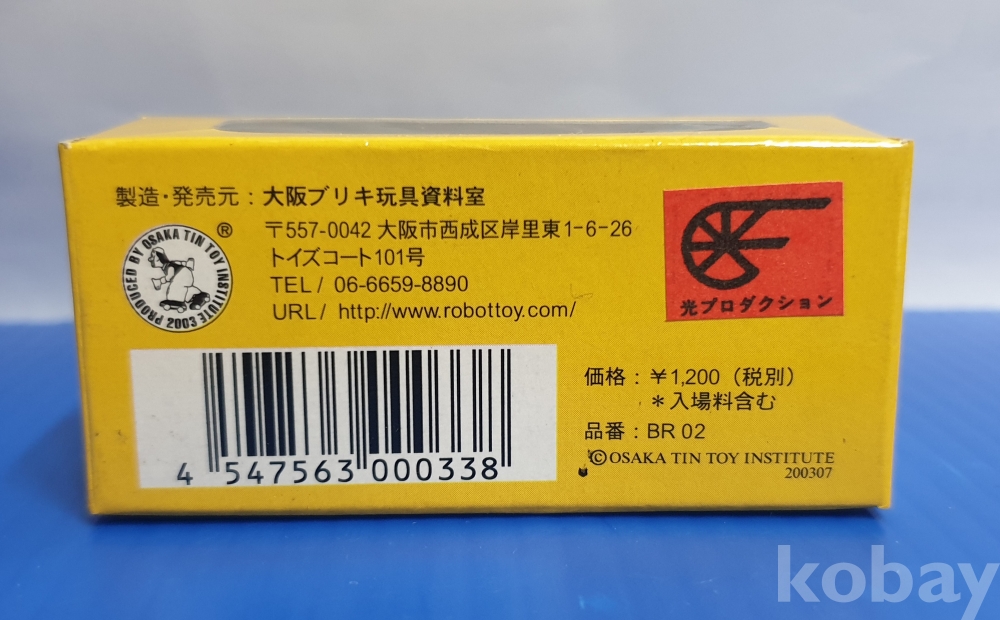 製造・発売元：大阪ブリキ玩具資料室
〒557-0042 大阪市西成区岸里東1-6-26
トイズコート101号
TEL / 06-6659-8890
URL / http://www.robottoy.com/
PRODUCED BY OSAKA TIN TOY INSTITUTE 2003
®
光プロダクション
4 547563 000338
価格：￥1,200（税別）
＊入場料含む
品番：BR 02
©OSAKA TIN TOY INSTITUTE
200307
kobay